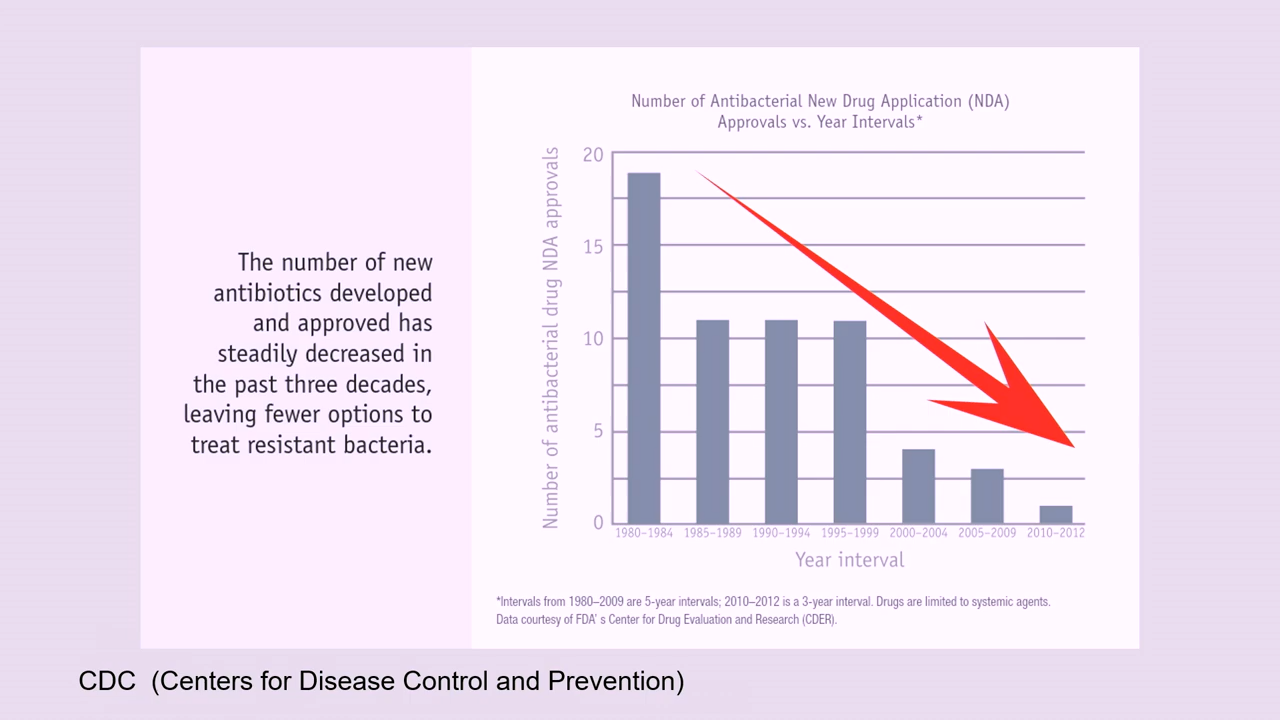 The number of new
antibiotics developed
and approved has
steadily decreased in
the past three decades,
leaving fewer options to
treat resistant bacteria.
Number of Antibacterial New Drug Application (NDA)
Approvals vs. Year Intervals*
Number of antibacterial drug NDA approvals
20
15
10
5
0
1980–1984 1985–1989 1990–1994 1995–1999 2000–2004 2005–2009 2010–2012
Year interval
*Intervals from 1980–2009 are 5-year intervals; 2010–2012 is a 3-year interval. Drugs are limited to systemic agents.
Data courtesy of FDA' s Center for Drug Evaluation and Research (CDER).
CDC (Centers for Disease Control and Prevention)